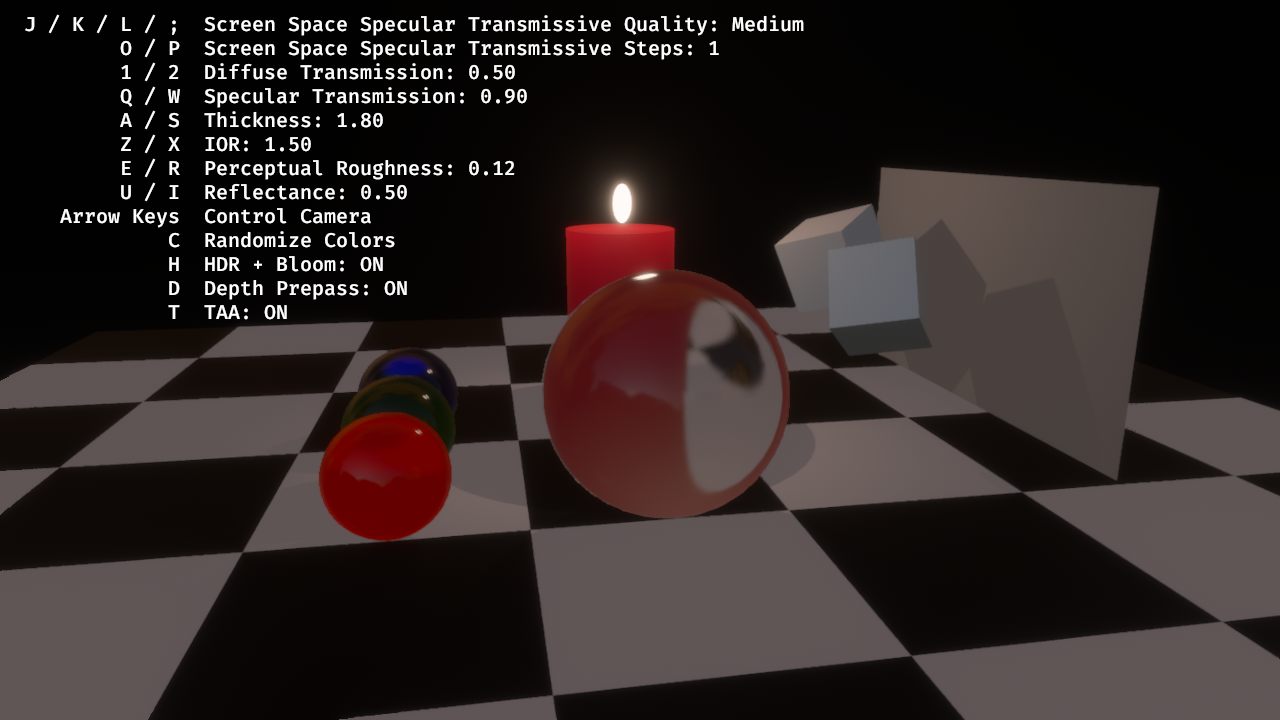 J / K / L / ; Screen Space Specular Transmissive Quality: Medium
O / P Screen Space Specular Transmissive Steps: 1
1 / 2 Diffuse Transmission: 0.50
Q / W Specular Transmission: 0.90
A / S Thickness: 1.80
Z / X IOR: 1.50
E / R Perceptual Roughness: 0.12
U / I Reflectance: 0.50
Arrow Keys Control Camera
C Randomize Colors
H HDR + Bloom: ON
D Depth Prepass: ON
T TAA: ON